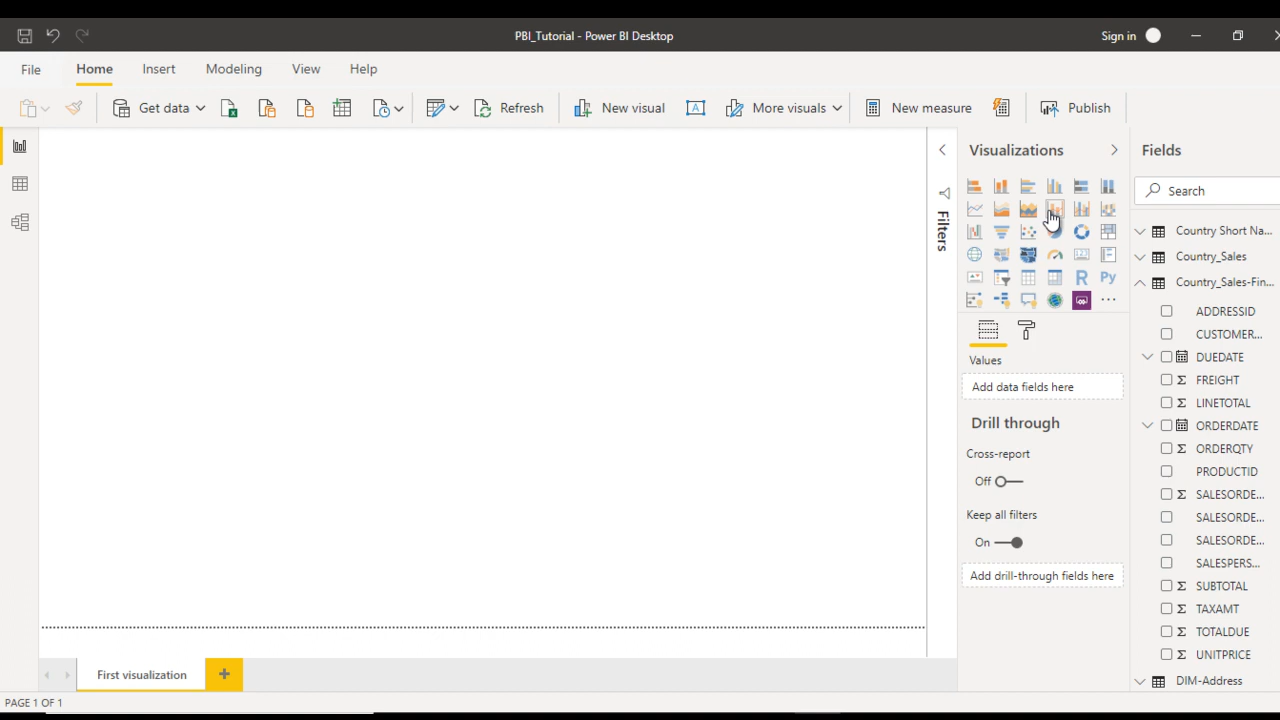 PBI_Tutorial - Power BI Desktop
Sign in
File
Home
Insert
Modeling
View
Help
Get data
Refresh
New visual
More visuals
New measure
Publish
Filters
Visualizations
R
Py
Values
Add data fields here
Drill through
Cross-report
Off
Keep all filters
On
Add drill-through fields here
Fields
Search
Country Short Na...
Country_Sales
Country_Sales-Fin...
ADDRESSID
CUSTOMER...
DUEDATE
FREIGHT
LINETOTAL
ORDERDATE
ORDERQTY
PRODUCTID
SALESORDE...
SALESORDE...
SALESORDE...
SALESPERS...
SUBTOTAL
TAXAMT
TOTALDUE
UNITPRICE
DIM-Address
First visualization
PAGE 1 OF 1